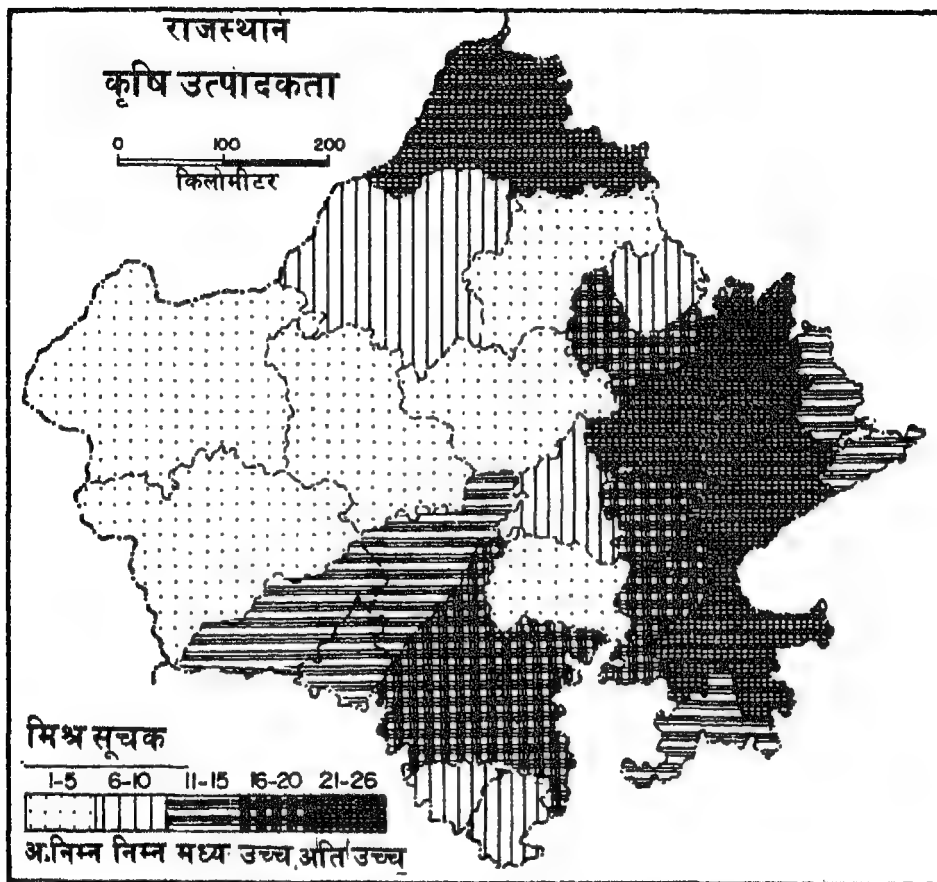 राजस्थान
कृषि उत्पादकता
0 100 200
किलोमीटर
मिश्र सूचक
1-5 6-10 11-15 16-20 21-26
अ.निम्न निम्न मध्य उच्च अति उच्च